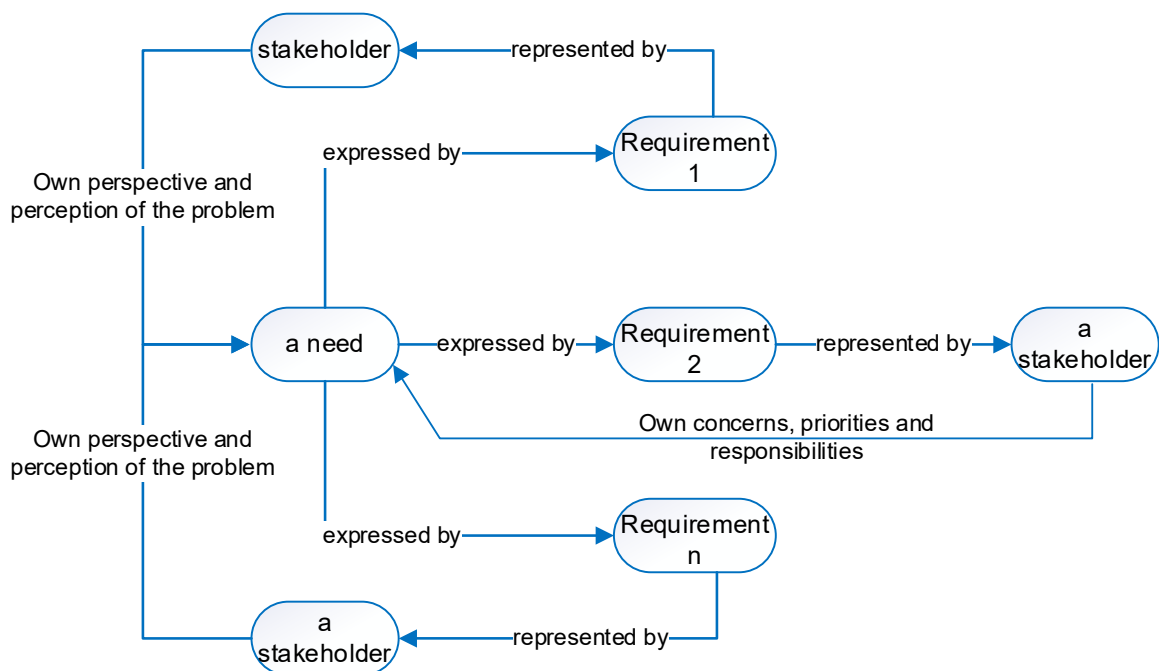 stakeholder
represented by
expressed by
Requirement
1
Own perspective and
perception of the problem
a need
expressed by
Requirement
2
represented by
a
stakeholder
Own concerns, priorities and
responsibilities
Own perspective and
perception of the problem
expressed by
Requirement
n
a
stakeholder
represented by